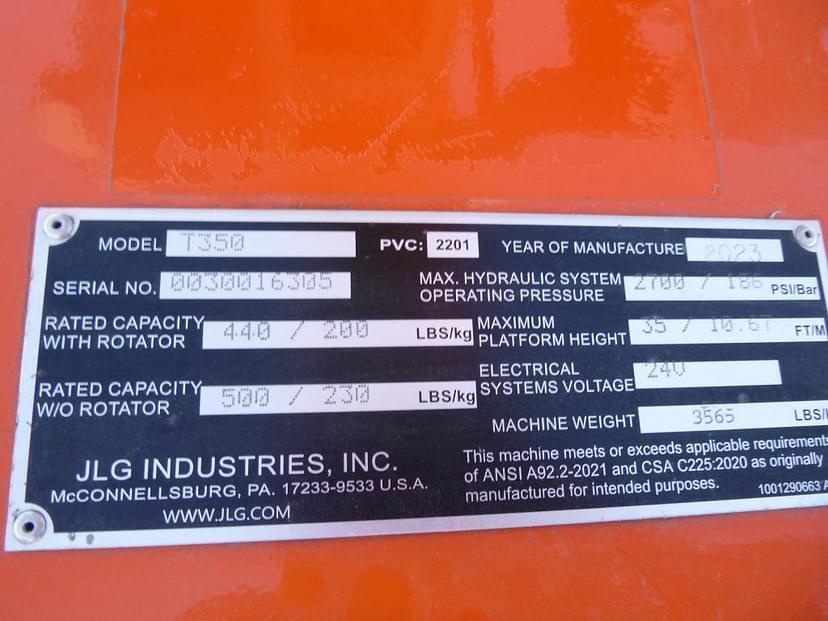 MODEL T350 PVC: 2201 YEAR OF MANUFACTURE 2023
SERIAL NO. 0030016305 MAX. HYDRAULIC SYSTEM OPERATING PRESSURE 2700 / 186 PSI/Bar
RATED CAPACITY WITH ROTATOR 440 / 200 LBS/kg MAXIMUM PLATFORM HEIGHT 35 / 10.67 FT/M
RATED CAPACITY W/O ROTATOR 500 / 230 LBS/kg ELECTRICAL SYSTEMS VOLTAGE 24V
MACHINE WEIGHT 3565 LBS/
JLG INDUSTRIES, INC.
McCONNELLSBURG, PA. 17233-9533 U.S.A.
WWW.JLG.COM
This machine meets or exceeds applicable requirements
of ANSI A92.2-2021 and CSA C225:2020 as originally
manufactured for intended purposes.
1001290663 A